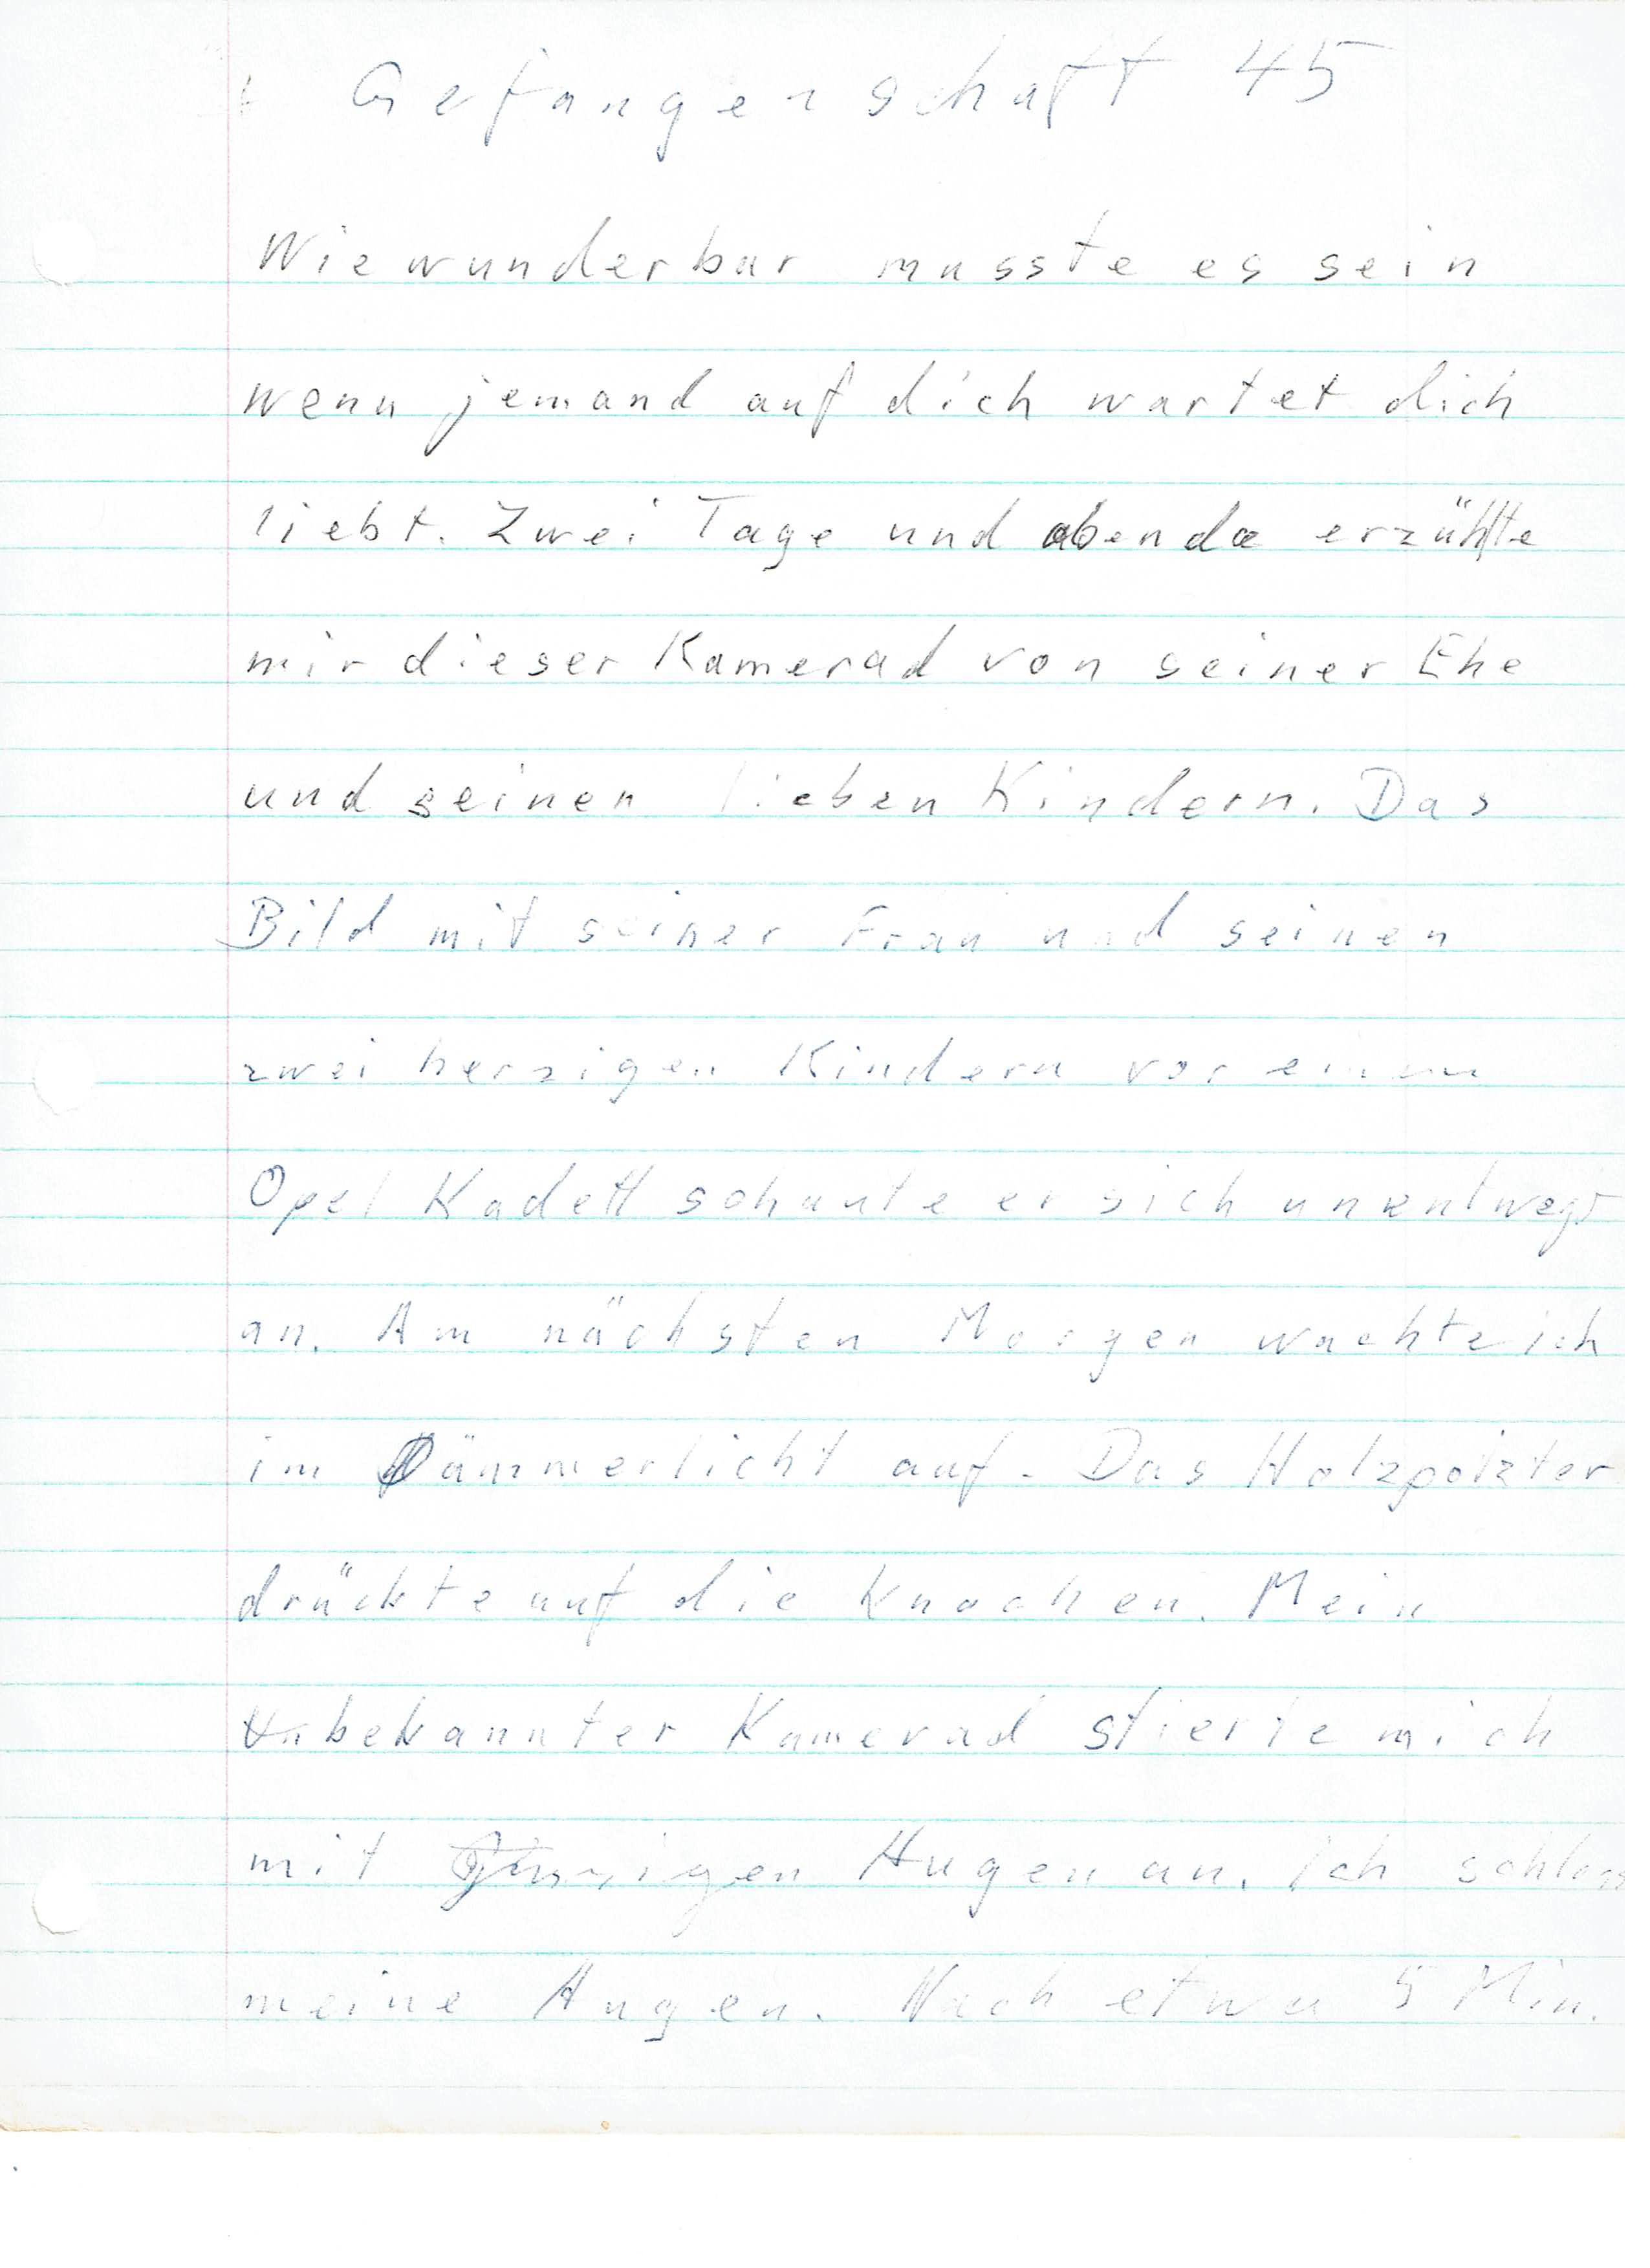 Gefangenschaft 45
Wie wunderbar musste es sein
wenn jemand auf dich wartet dich
liebt. Zwei Tage und abende erzählte
mir dieser Kamerad von seiner Ehe
und seinen lieben Kindern. Das
Bild mit seiner Frau und seinen
zwei herzigen Kindern vor einem
Opel Kadett schaute er sich unentwegt
an. Am nächsten Morgen wachte ich
im Dämmerlicht auf. Das Holzpolster
drückte auf die Knochen. Mein
Unbekannter Kamerad stierte mich
mit Augen an. Ich schloss
meine Augen. Nach etwa 5 Min.